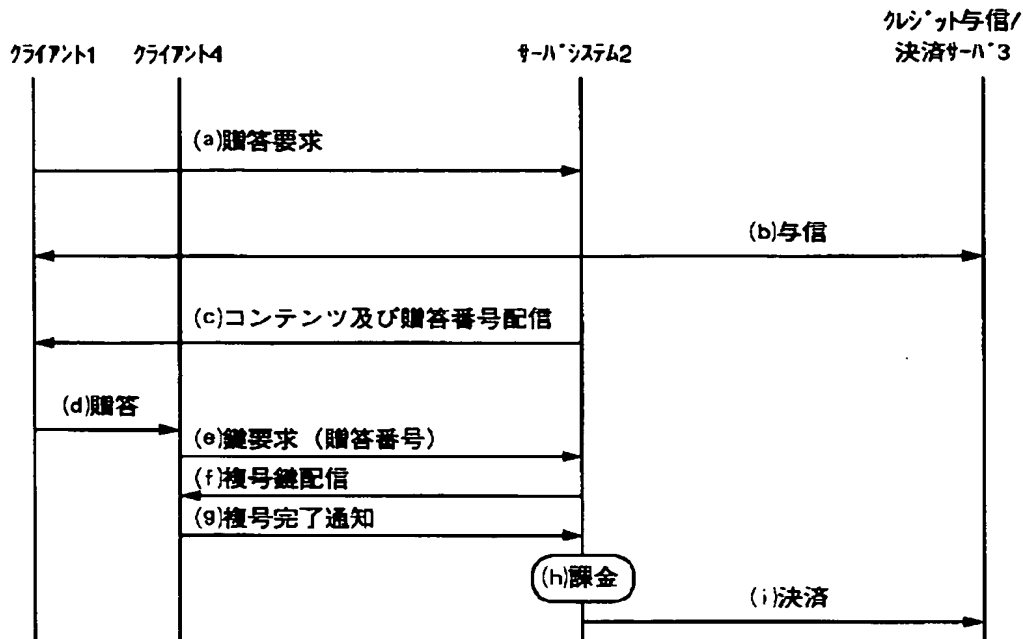 クライアント1
クライアント4
サーバシステム2
クレジット与信/
決済サーバ3
(a)贈答要求
(b)与信
(c)コンテンツ及び贈答番号配信
(d)贈答
(e)鍵要求（贈答番号）
(f)複号鍵配信
(g)複号完了通知
(h)課金
(i)決済